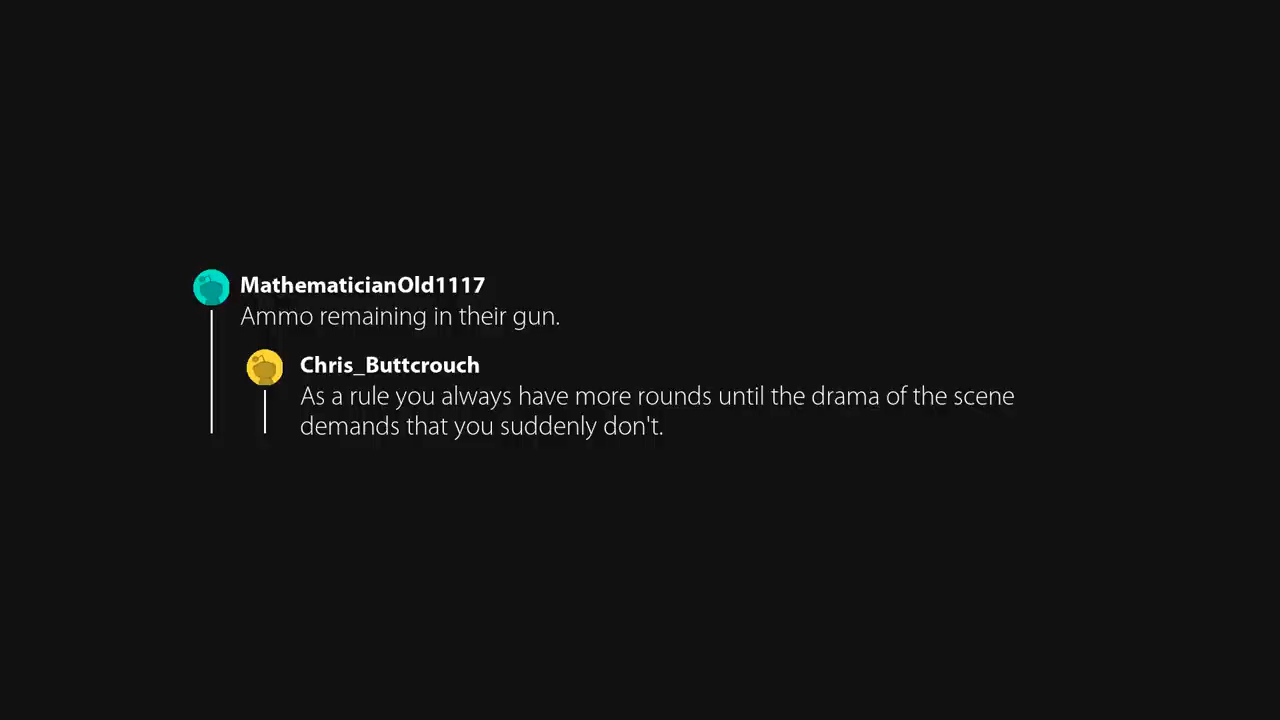 MathematicianOld1117
Ammo remaining in their gun.
Chris_Buttcrouch
As a rule you always have more rounds until the drama of the scene
demands that you suddenly don't.